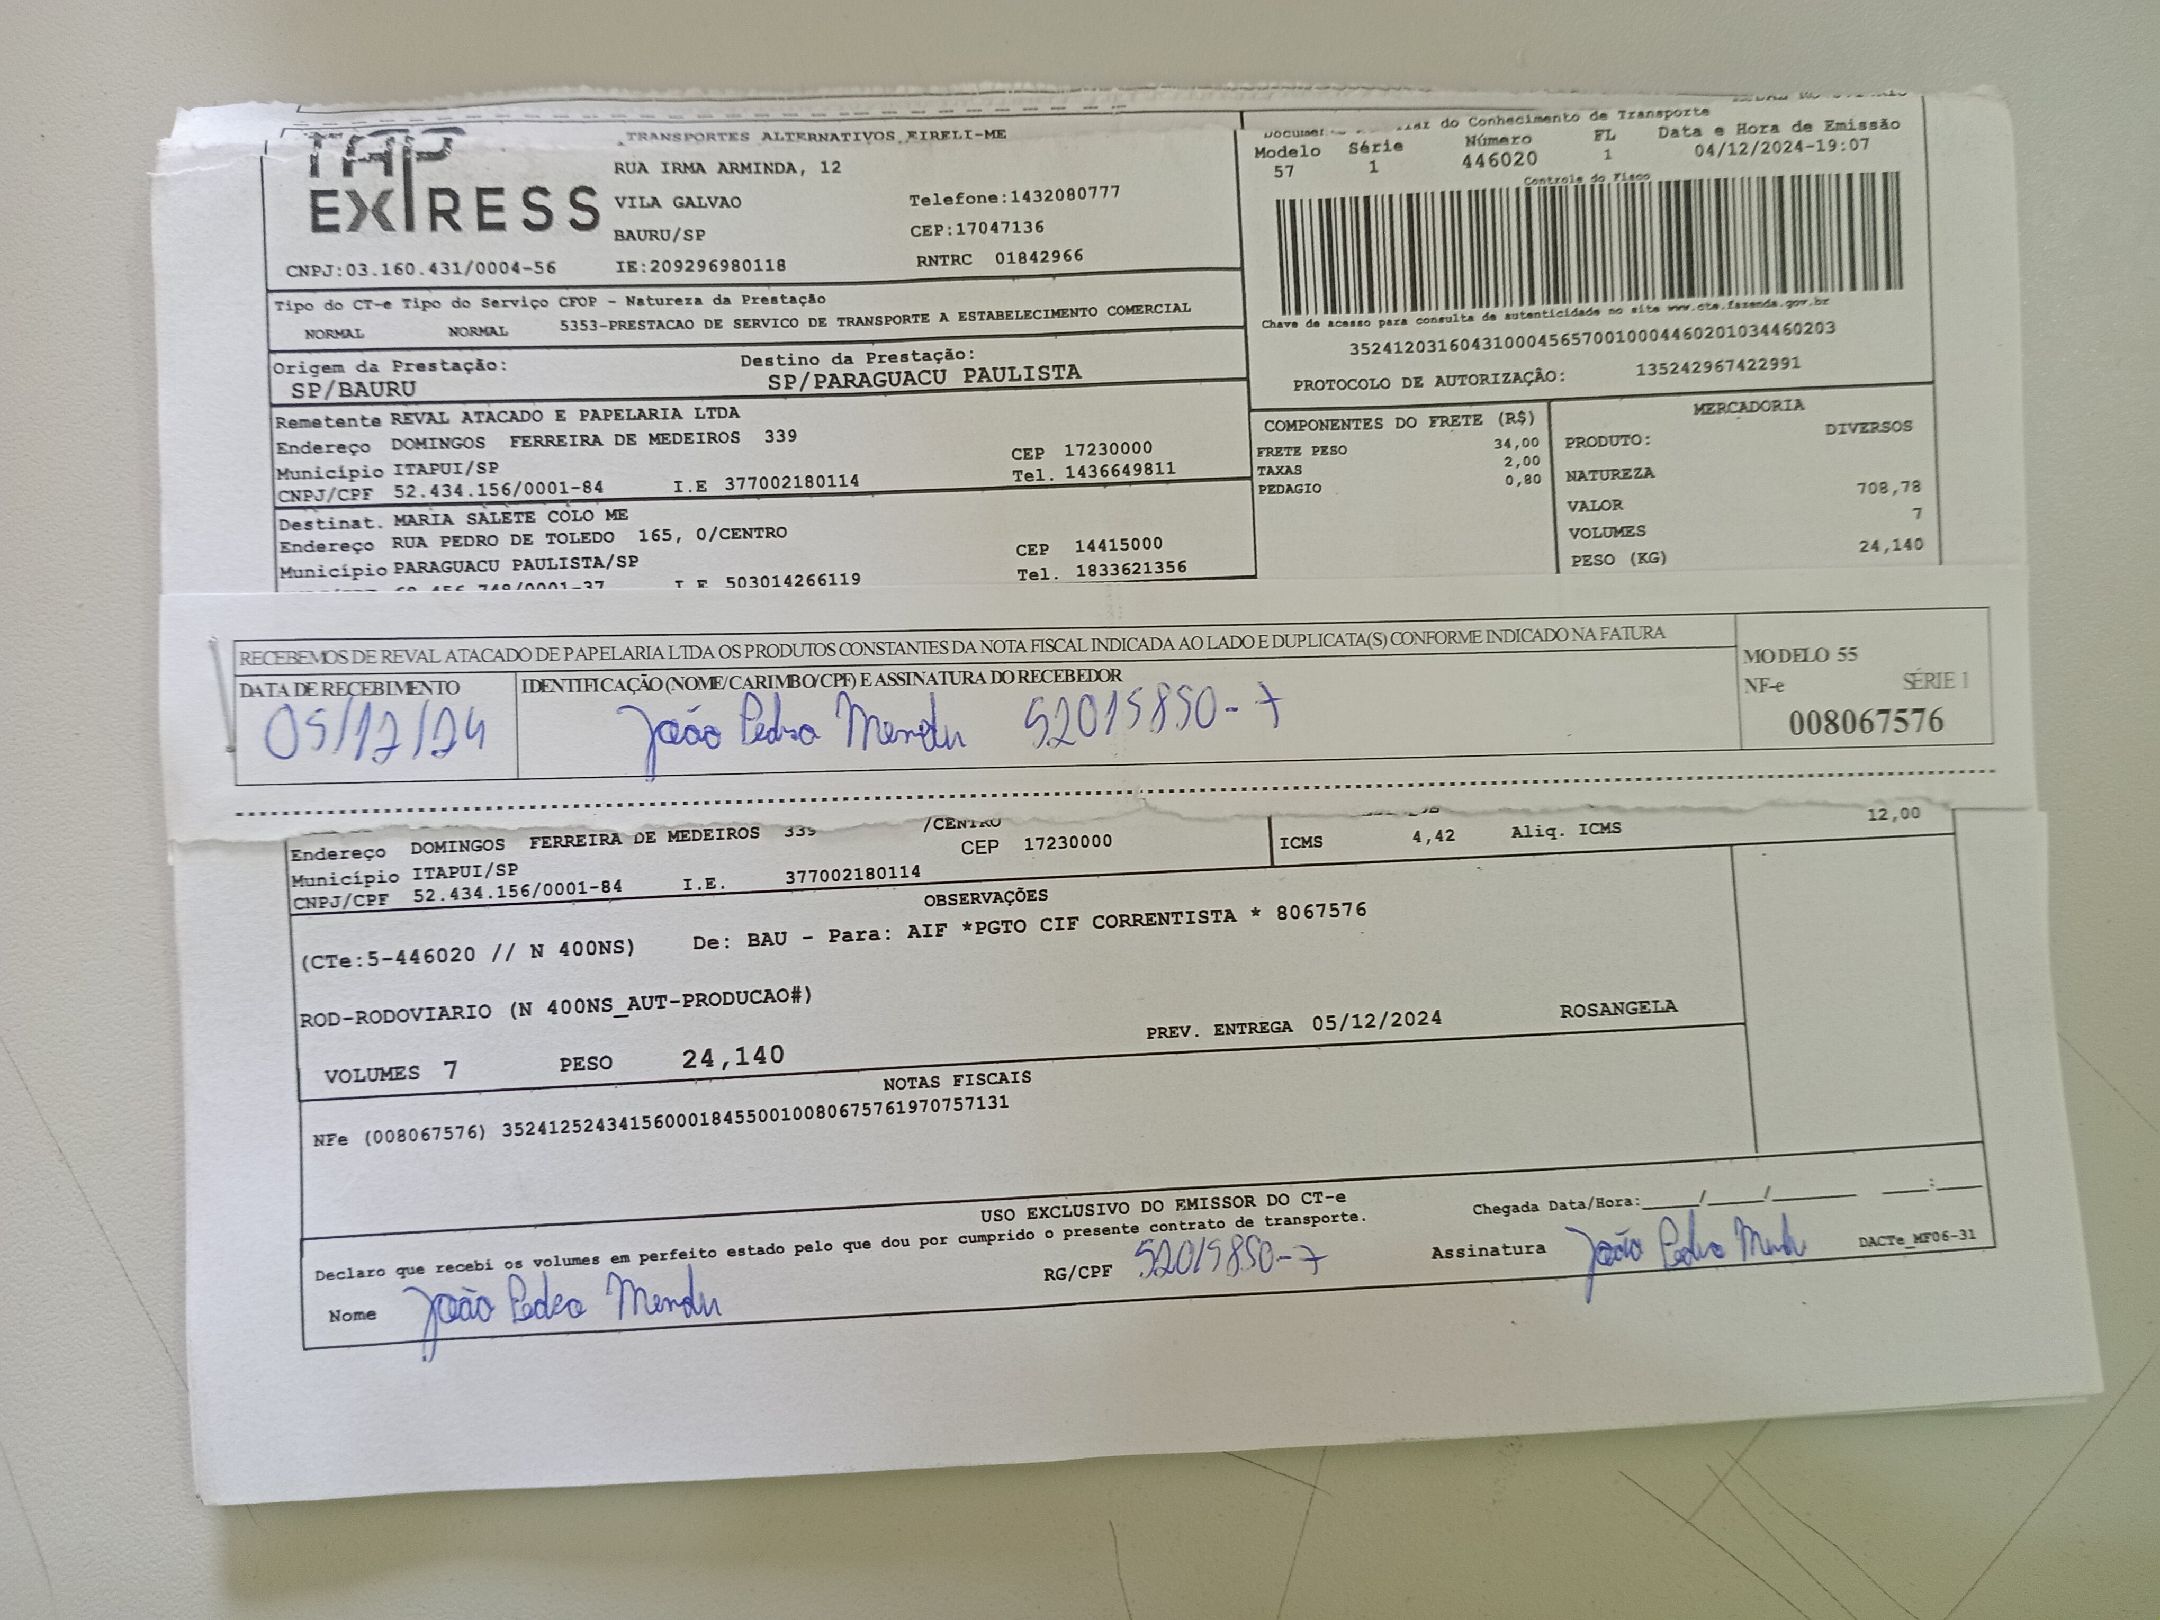 TAP
EXPRESS
TRANSPORTES ALTERNATIVOS EIRELI-ME
RUA IRMA ARMINDA, 12
VILA GALVAO Telefone:1432080777
BAURU/SP CEP:17047136
CNPJ:03.160.431/0004-56 IE:209296980118 RNTRC 01842966
do Conhecimento de Transporte
Modelo Série Número FL Data e Hora de Emissão
57 1 446020 1 04/12/2024-19:07
Controle do Fisco
Chave de acesso para consulta de autenticidade no site www.cte.fazenda.gov.br
35241203160431000456570010004460201034460203
PROTOCOLO DE AUTORIZAÇÃO: 135242967422991
Tipo do CT-e Tipo do Serviço CFOP - Natureza da Prestação
NORMAL NORMAL 5353-PRESTACAO DE SERVICO DE TRANSPORTE A ESTABELECIMENTO COMERCIAL
Origem da Prestação: Destino da Prestação:
SP/BAURU SP/PARAGUACU PAULISTA
Remetente REVAL ATACADO E PAPELARIA LTDA
Endereço DOMINGOS FERREIRA DE MEDEIROS 339
Município ITAPUI/SP CEP 17230000
CNPJ/CPF 52.434.156/0001-84 I.E 377002180114 Tel. 1436649811
Destinat. MARIA SALETE COLO ME
Endereço RUA PEDRO DE TOLEDO 165, 0/CENTRO
Município PARAGUACU PAULISTA/SP CEP 14415000
I E 503014266119 Tel. 1833621356
COMPONENTES DO FRETE (R$)
FRETE PESO 34,00
TAXAS 2,00
PEDAGIO 0,80
MERCADORIA
PRODUTO: DIVERSOS
NATUREZA
VALOR 708,78
VOLUMES 7
PESO (KG) 24,140
RECEBEMOS DE REVAL ATACADO DE PAPELARIA LTDA OS PRODUTOS CONSTANTES DA NOTA FISCAL INDICADA AO LADO E DUPLICATA(S) CONFORME INDICADO NA FATURA
DATA DE RECEBIMENTO IDENTIFICAÇÃO (NOME/CARIMBO/CPF) E ASSINATURA DO RECEBEDOR
05/12/24 João Pedro 52015850-7
MODELO 55
NF-e SÉRIE 1
008067576
Endereço DOMINGOS FERREIRA DE MEDEIROS 339 /CENTRO
Município ITAPUI/SP CEP 17230000
CNPJ/CPF 52.434.156/0001-84 I.E. 377002180114
12,00
ICMS 4,42 Aliq. ICMS
OBSERVAÇÕES
(CTe:5-446020 // N 400NS) De: BAU - Para: AIF *PGTO CIF CORRENTISTA * 8067576
ROD-RODOVIARIO (N 400NS_AUT-PRODUCAO#)
PREV. ENTREGA 05/12/2024 ROSANGELA
VOLUMES 7 PESO 24,140
NOTAS FISCAIS
NFe (008067576) 35241252434156000184550010080675761970757131
USO EXCLUSIVO DO EMISSOR DO CT-e
Declaro que recebi os volumes em perfeito estado pelo que dou por cumprido o presente contrato de transporte.
Chegada Data/Hora:____/____/______ ___:___
Nome João Pedro RG/CPF 52015850-7 Assinatura João Pedro DACTe_MF06-31